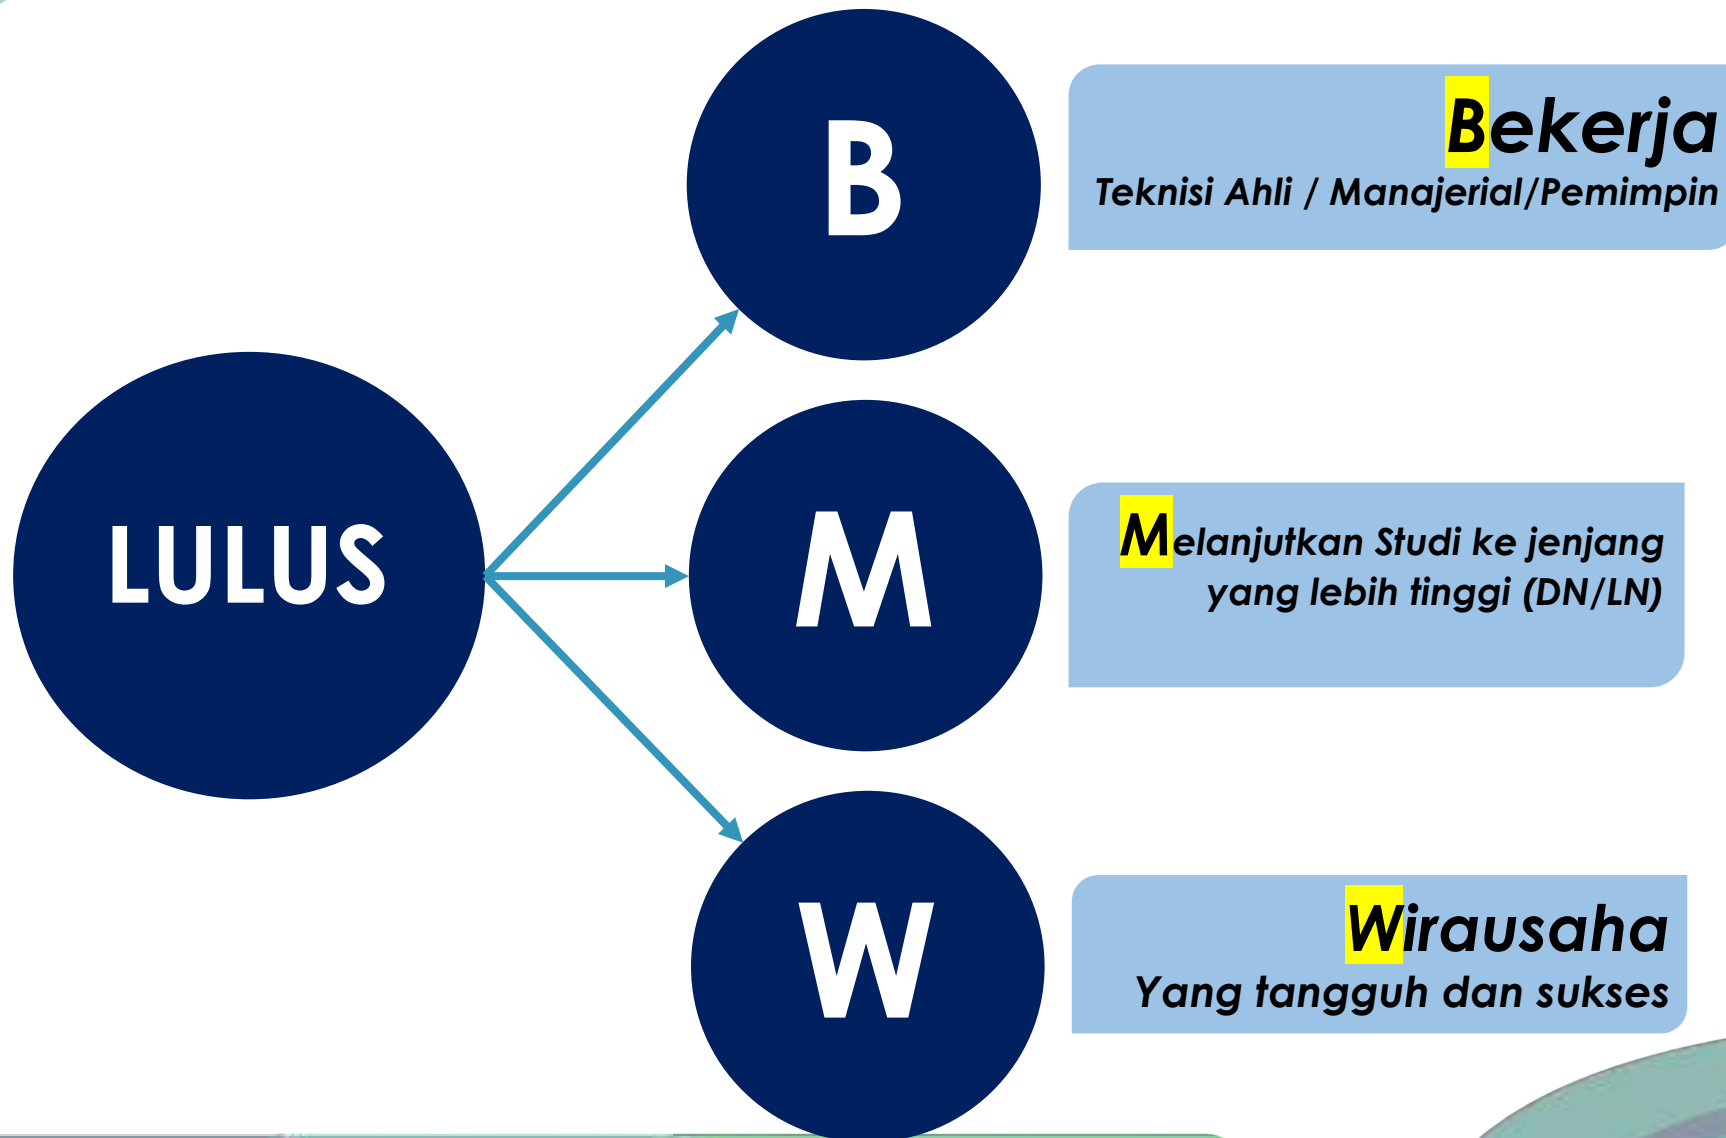 LULUS
B
Bekerja
Teknisi Ahli / Manajerial/Pemimpin
M
Melanjutkan Studi ke jenjang
yang lebih tinggi (DN/LN)
W
Wirausaha
Yang tangguh dan sukses